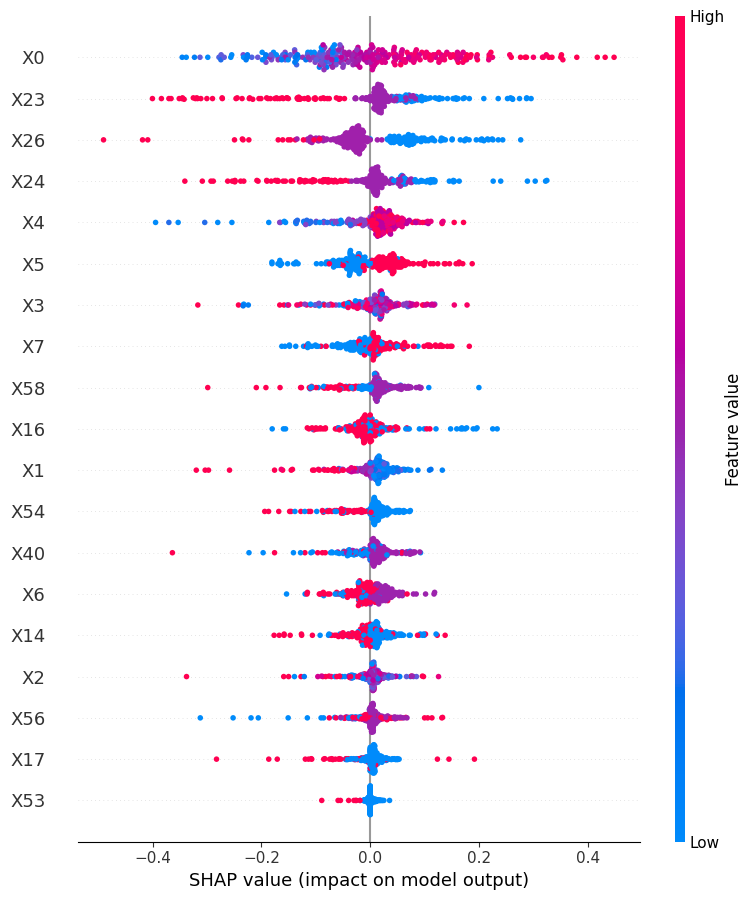 High
X0
X23
X26
X24
X4
X5
X3
X7
X58
X16
X1
X54
X40
X6
X14
X2
X56
X17
X53
Feature value
Low
−0.4 −0.2 0.0 0.2 0.4
SHAP value (impact on model output)